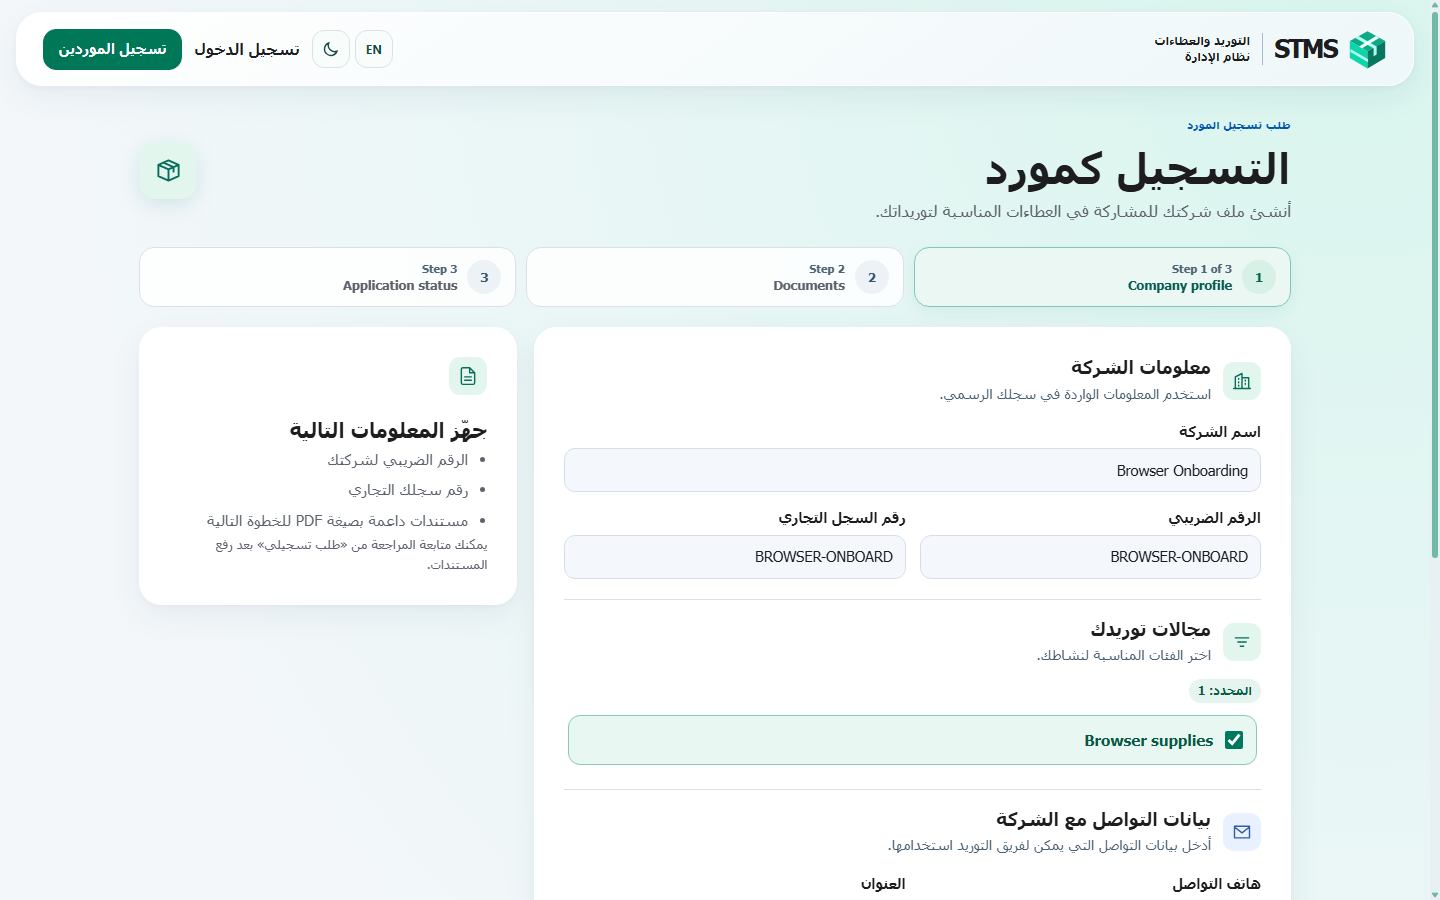 STMS
التوريد والعطاءات
نظام الإدارة
EN
تسجيل الدخول
تسجيل الموردين
طلب تسجيل المورد
التسجيل كمورد
أنشئ ملف شركتك للمشاركة في العطاءات المناسبة لتوريداتك.
1
Step 1 of 3
Company profile
2
Step 2
Documents
3
Step 3
Application status
معلومات الشركة
استخدم المعلومات الواردة في سجلك الرسمي.
اسم الشركة
Browser Onboarding
الرقم الضريبي
BROWSER-ONBOARD
رقم السجل التجاري
BROWSER-ONBOARD
مجالات توريدك
اختر الفئات المناسبة لنشاطك.
المحدد: 1
Browser supplies
بيانات التواصل مع الشركة
أدخل بيانات التواصل التي يمكن لفريق التوريد استخدامها.
هاتف التواصل
العنوان
جهّز المعلومات التالية
• الرقم الضريبي لشركتك
• رقم سجلك التجاري
• مستندات داعمة بصيغة PDF للخطوة التالية
يمكنك متابعة المراجعة من «طلب تسجيلي» بعد رفع
المستندات.